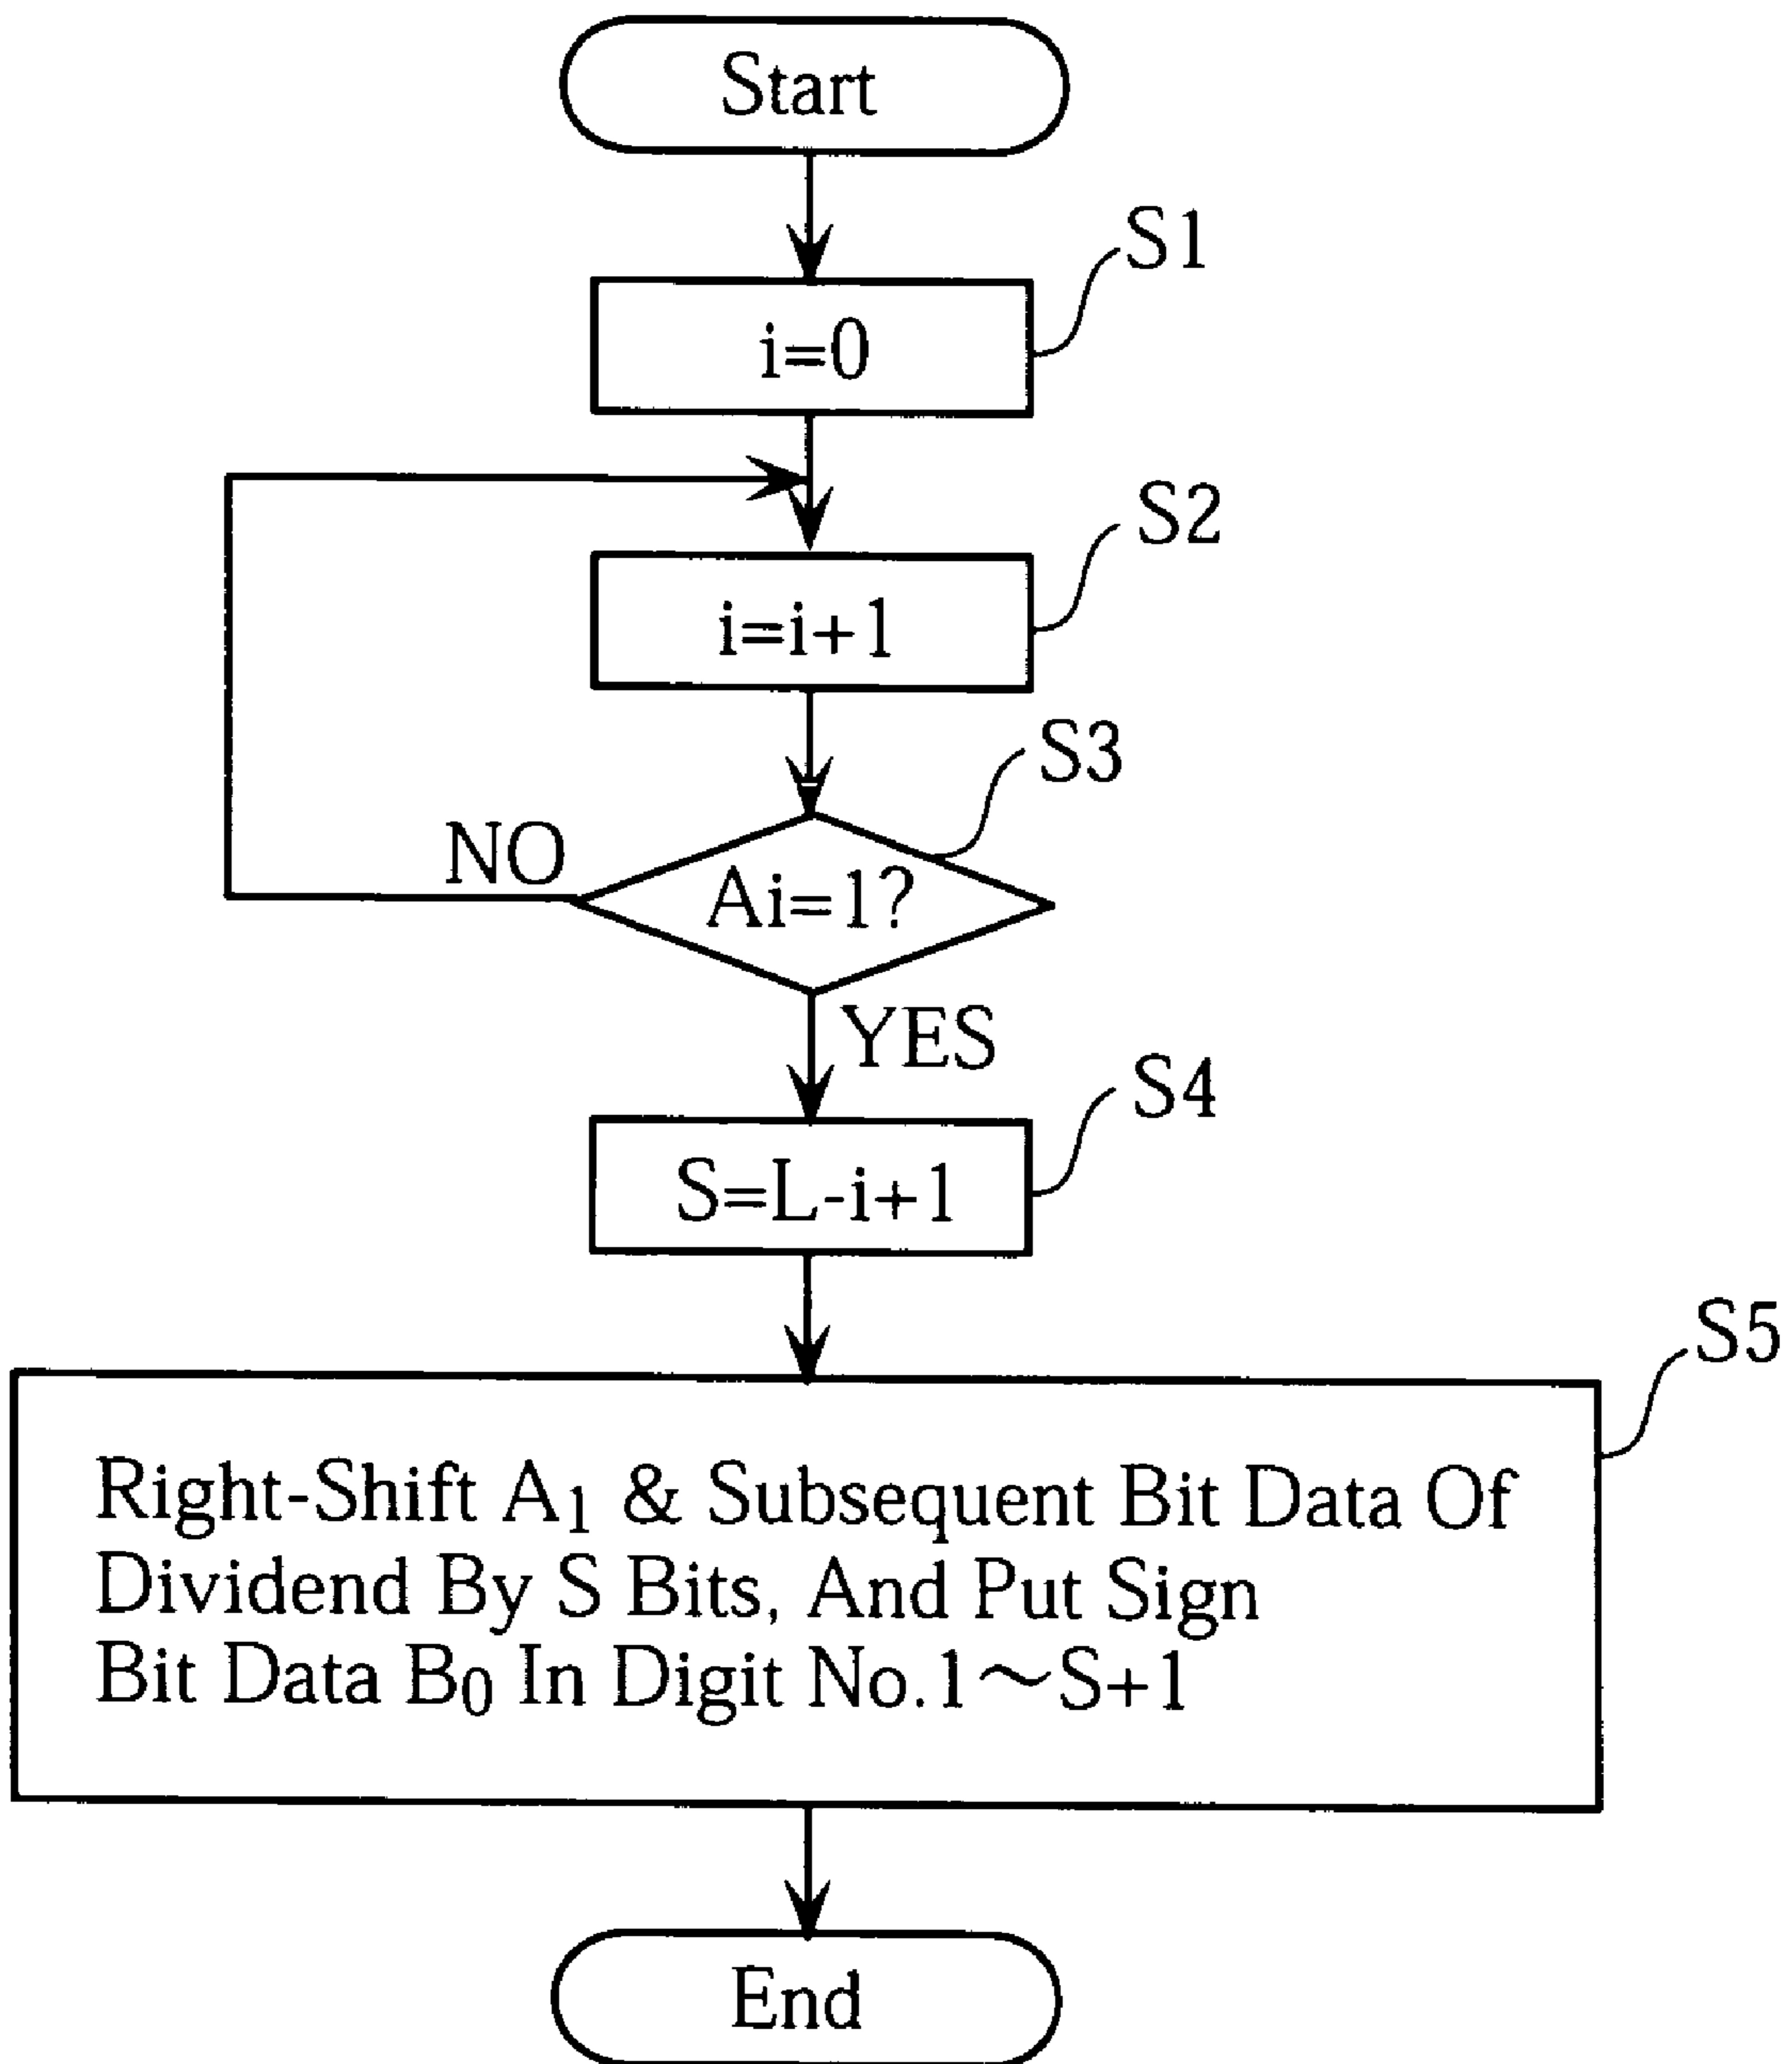 Start
S1
i=0
S2
i=i+1
S3
NO
Ai=1?
YES
S4
S=L-i+1
S5
Right-Shift A₁ & Subsequent Bit Data Of
Dividend By S Bits, And Put Sign
Bit Data B₀ In Digit No.1～S+1
End